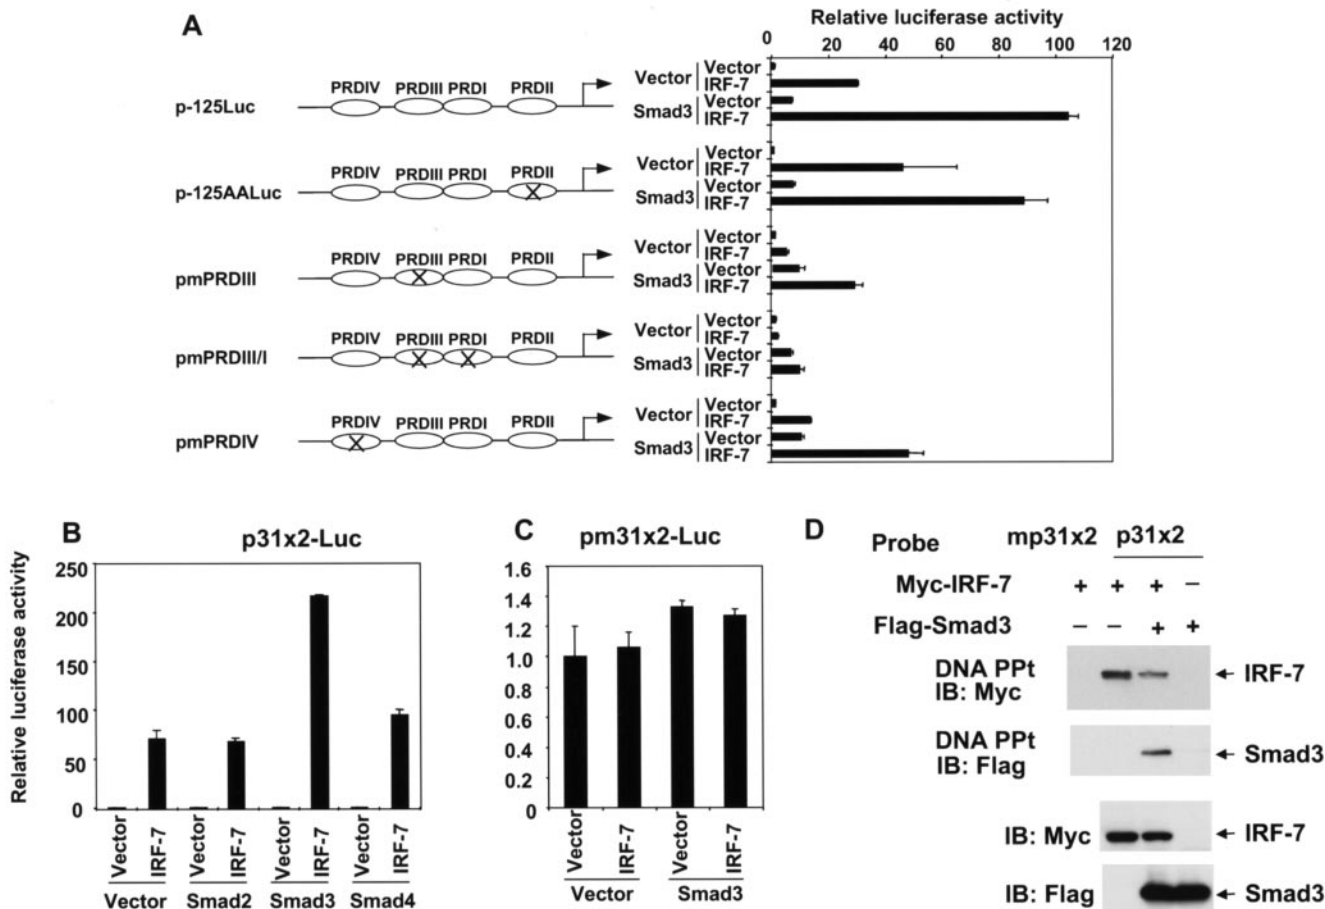 A
Relative luciferase activity
0 20 40 60 80 100 120
p-125Luc
PRDIV PRDIII PRDI PRDII
Vector
Vector
IRF-7
Smad3
Vector
IRF-7
p-125AALuc
PRDIV PRDIII PRDI PRDII
X
Vector
Vector
IRF-7
Smad3
Vector
IRF-7
pmPRDIII
PRDIV PRDIII PRDI PRDII
X
Vector
Vector
IRF-7
Smad3
Vector
IRF-7
pmPRDIII/I
PRDIV PRDIII PRDI PRDII
X X
Vector
Vector
IRF-7
Smad3
Vector
IRF-7
pmPRDIV
PRDIV PRDIII PRDI PRDII
X
Vector
Vector
IRF-7
Smad3
Vector
IRF-7
B
p31x2-Luc
Relative luciferase activity
250
200
150
100
50
0
Vector IRF-7 Vector IRF-7 Vector IRF-7 Vector IRF-7
Vector Smad2 Smad3 Smad4
C
pm31x2-Luc
1.6
1.4
1.2
1.0
0.8
0.6
0.4
0.2
0
Vector IRF-7 Vector IRF-7
Vector Smad3
D
Probe mp31x2 p31x2
Myc-IRF-7 + + + −
Flag-Smad3 − − + +
DNA PPt
IB: Myc
IRF-7
DNA PPt
IB: Flag
Smad3
IB: Myc IRF-7
IB: Flag Smad3